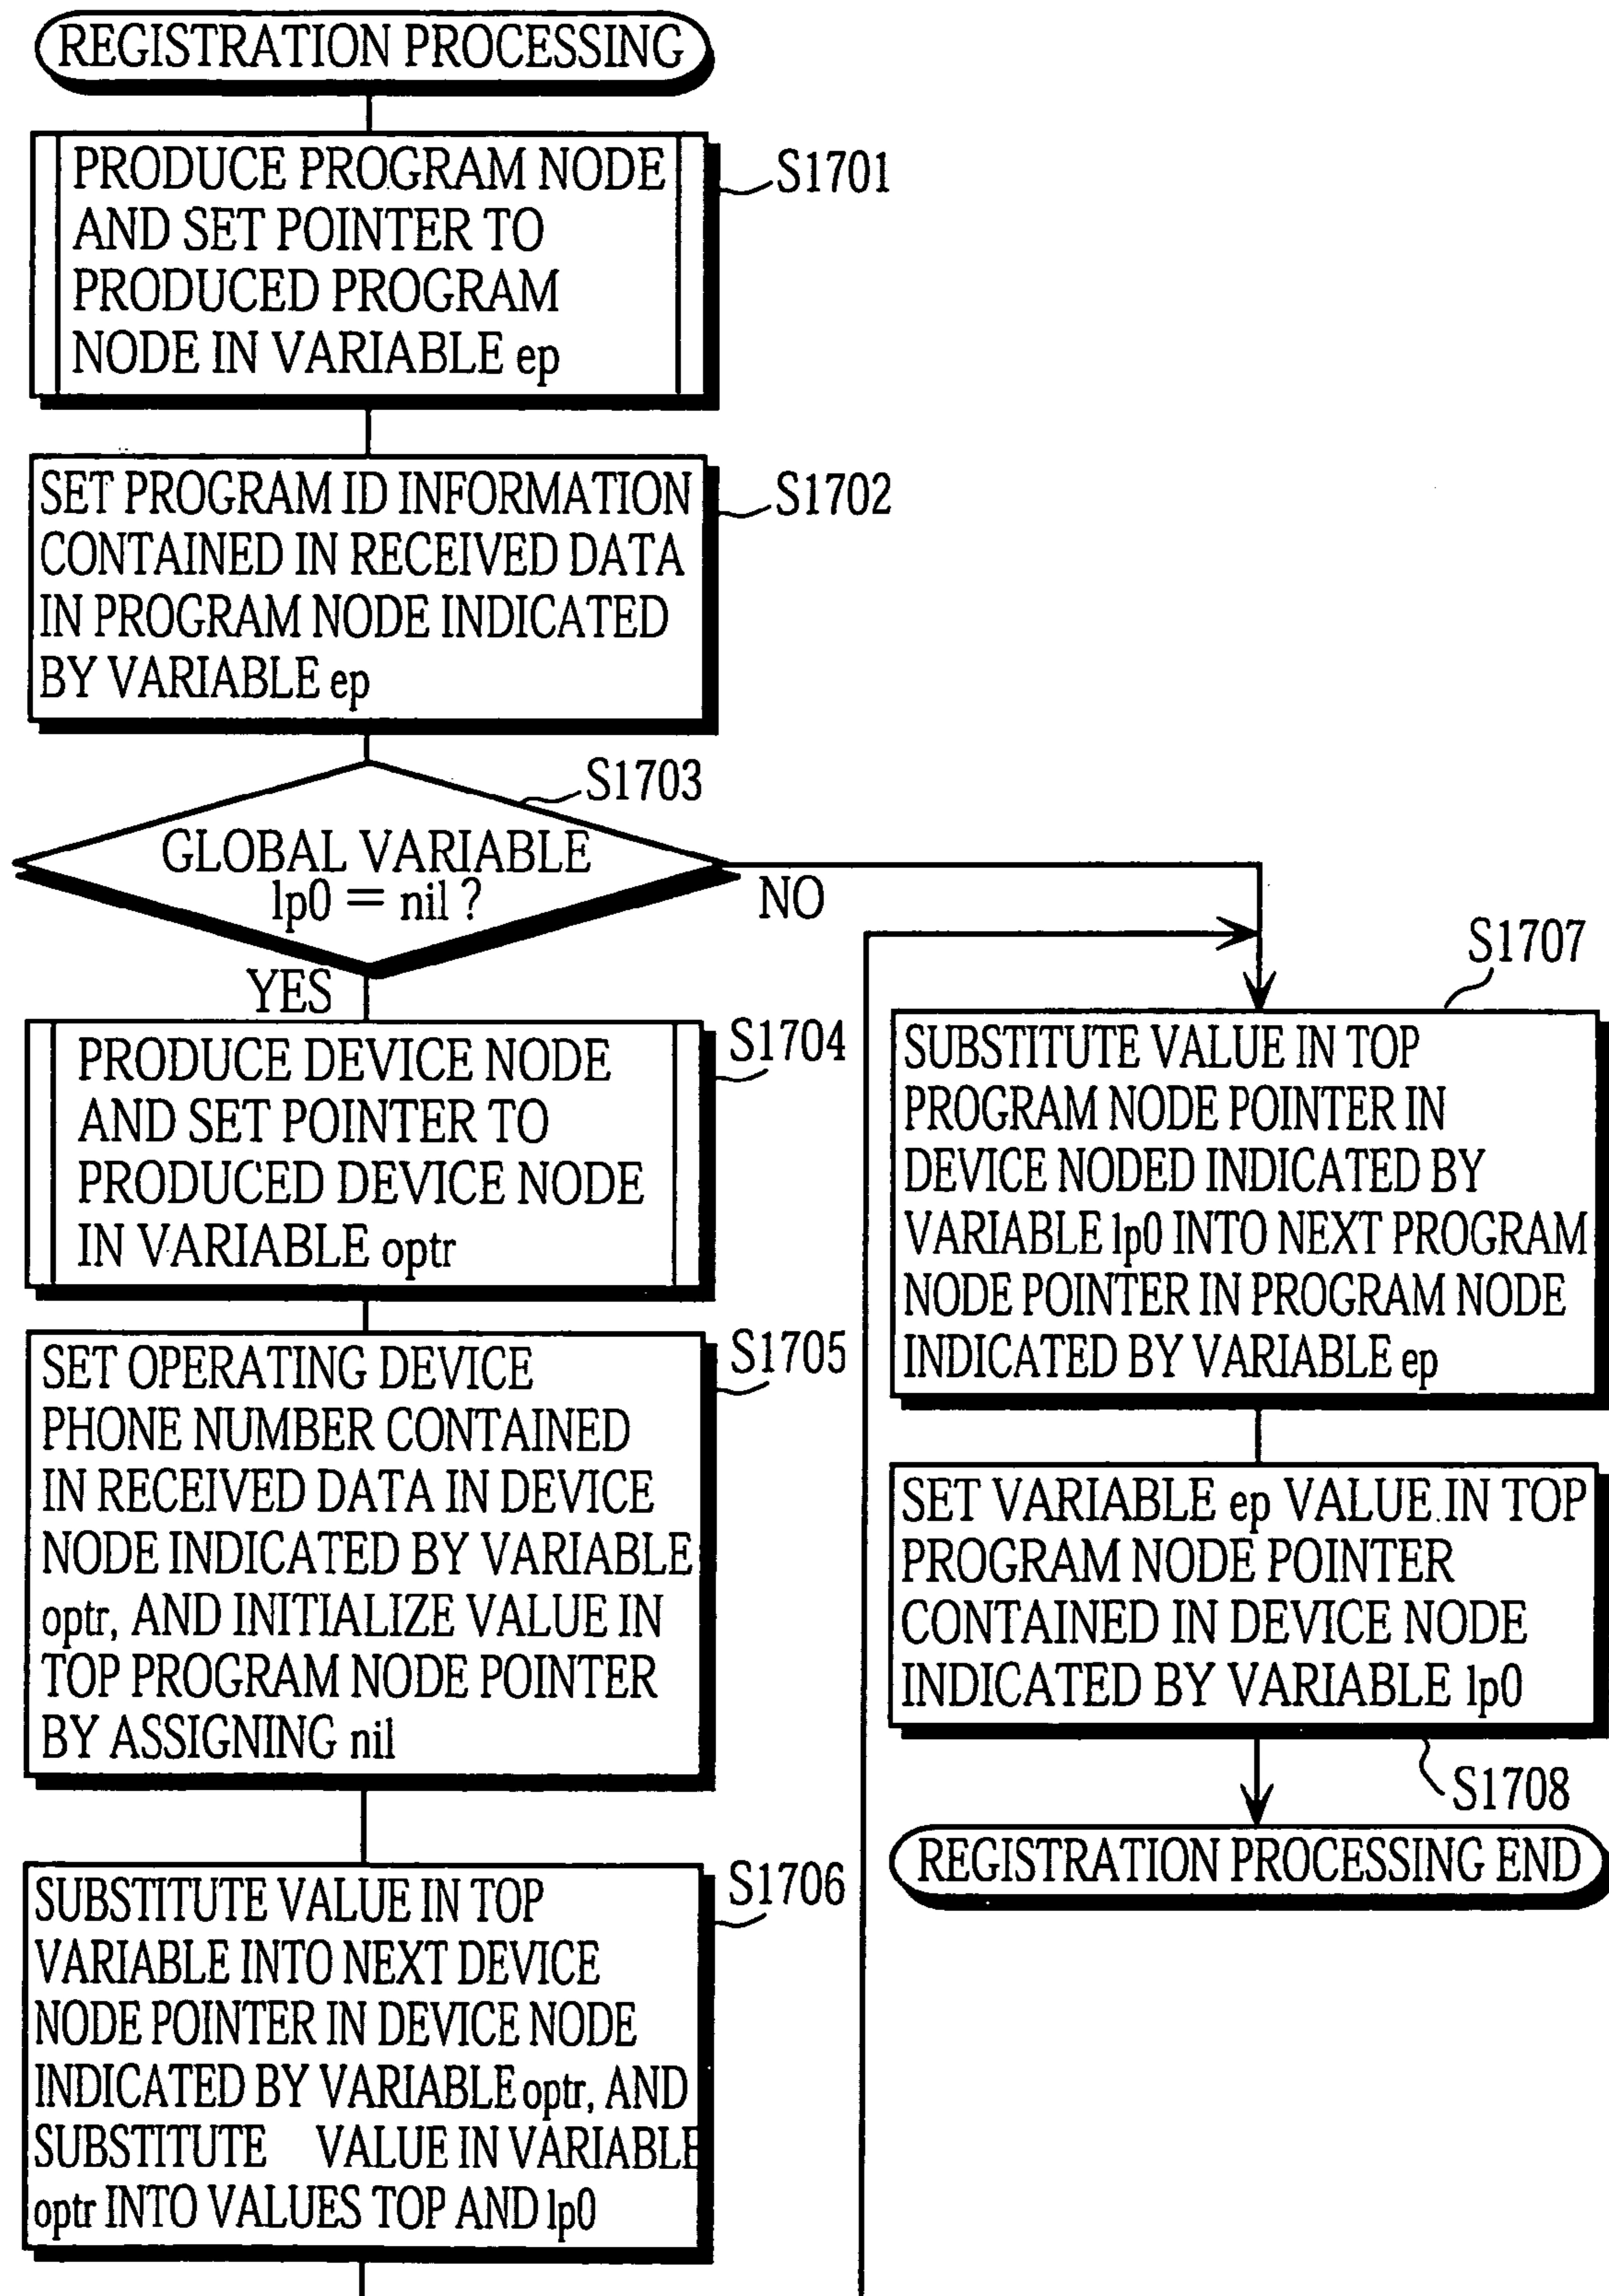 REGISTRATION PROCESSING
PRODUCE PROGRAM NODE
AND SET POINTER TO
PRODUCED PROGRAM
NODE IN VARIABLE ep
S1701
SET PROGRAM ID INFORMATION
CONTAINED IN RECEIVED DATA
IN PROGRAM NODE INDICATED
BY VARIABLE ep
S1702
S1703
GLOBAL VARIABLE
lp0 = nil ?
NO
YES
PRODUCE DEVICE NODE
AND SET POINTER TO
PRODUCED DEVICE NODE
IN VARIABLE optr
S1704
SET OPERATING DEVICE
PHONE NUMBER CONTAINED
IN RECEIVED DATA IN DEVICE
NODE INDICATED BY VARIABLE
optr, AND INITIALIZE VALUE IN
TOP PROGRAM NODE POINTER
BY ASSIGNING nil
S1705
SUBSTITUTE VALUE IN TOP
VARIABLE INTO NEXT DEVICE
NODE POINTER IN DEVICE NODE
INDICATED BY VARIABLE optr, AND
SUBSTITUTE VALUE IN VARIABLE
optr INTO VALUES TOP AND lp0
S1706
S1707
SUBSTITUTE VALUE IN TOP
PROGRAM NODE POINTER IN
DEVICE NODED INDICATED BY
VARIABLE lp0 INTO NEXT PROGRAM
NODE POINTER IN PROGRAM NODE
INDICATED BY VARIABLE ep
SET VARIABLE ep VALUE IN TOP
PROGRAM NODE POINTER
CONTAINED IN DEVICE NODE
INDICATED BY VARIABLE lp0
S1708
REGISTRATION PROCESSING END